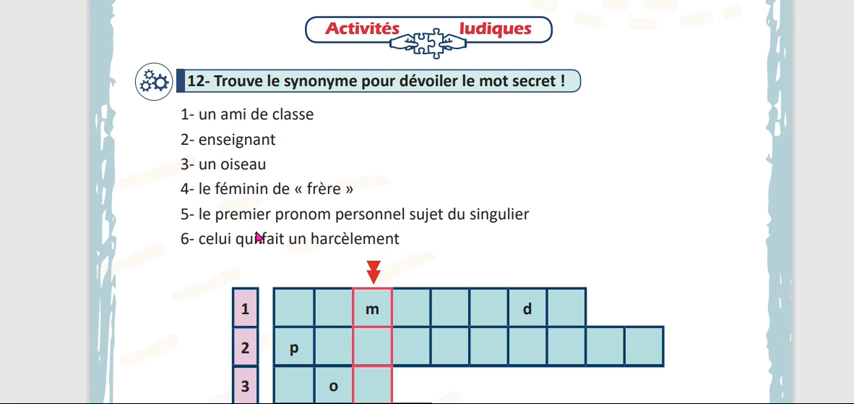 Activités ludiques
12- Trouve le synonyme pour dévoiler le mot secret !
1- un ami de classe
2- enseignant
3- un oiseau
4- le féminin de « frère »
5- le premier pronom personnel sujet du singulier
6- celui qui fait un harcèlement
1 m d
2 p
3 o